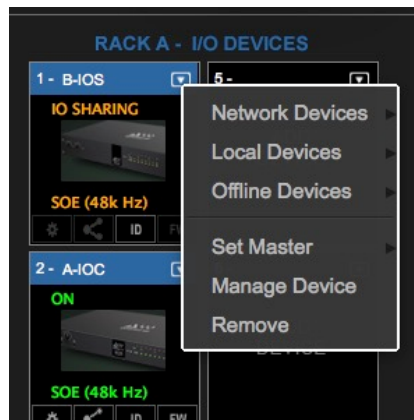 RACK A - I/O DEVICES
1 - B-IOS
5 -
IO SHARING
SOE (48k Hz)
ID
Network Devices
Local Devices
Offline Devices
Set Master
Manage Device
Remove
DEVICE
2 - A-IOC
ON
SOE (48k Hz)
ID FW